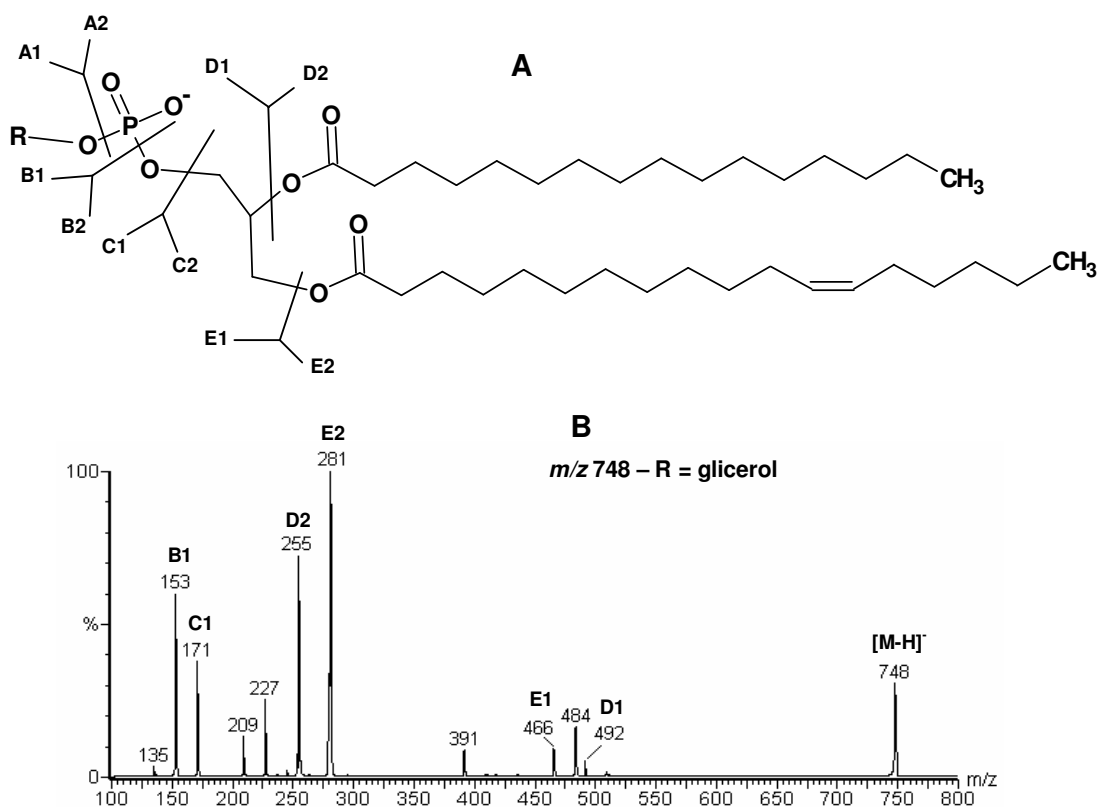 A2
A1
D1
D2
A
O
O-
O
R
P
O
O
O
CH3
B1
B2
O
C1
C2
CH3
O
E1
E2
B
E2
100
281
m/z 748 – R = glicerol
D2
255
B1
153
C1
[M-H]-
%
171
748
227
E1
484
D1
209
466
492
391
135
0
m/z
100 150 200 250 300 350 400 450 500 550 600 650 700 750 800